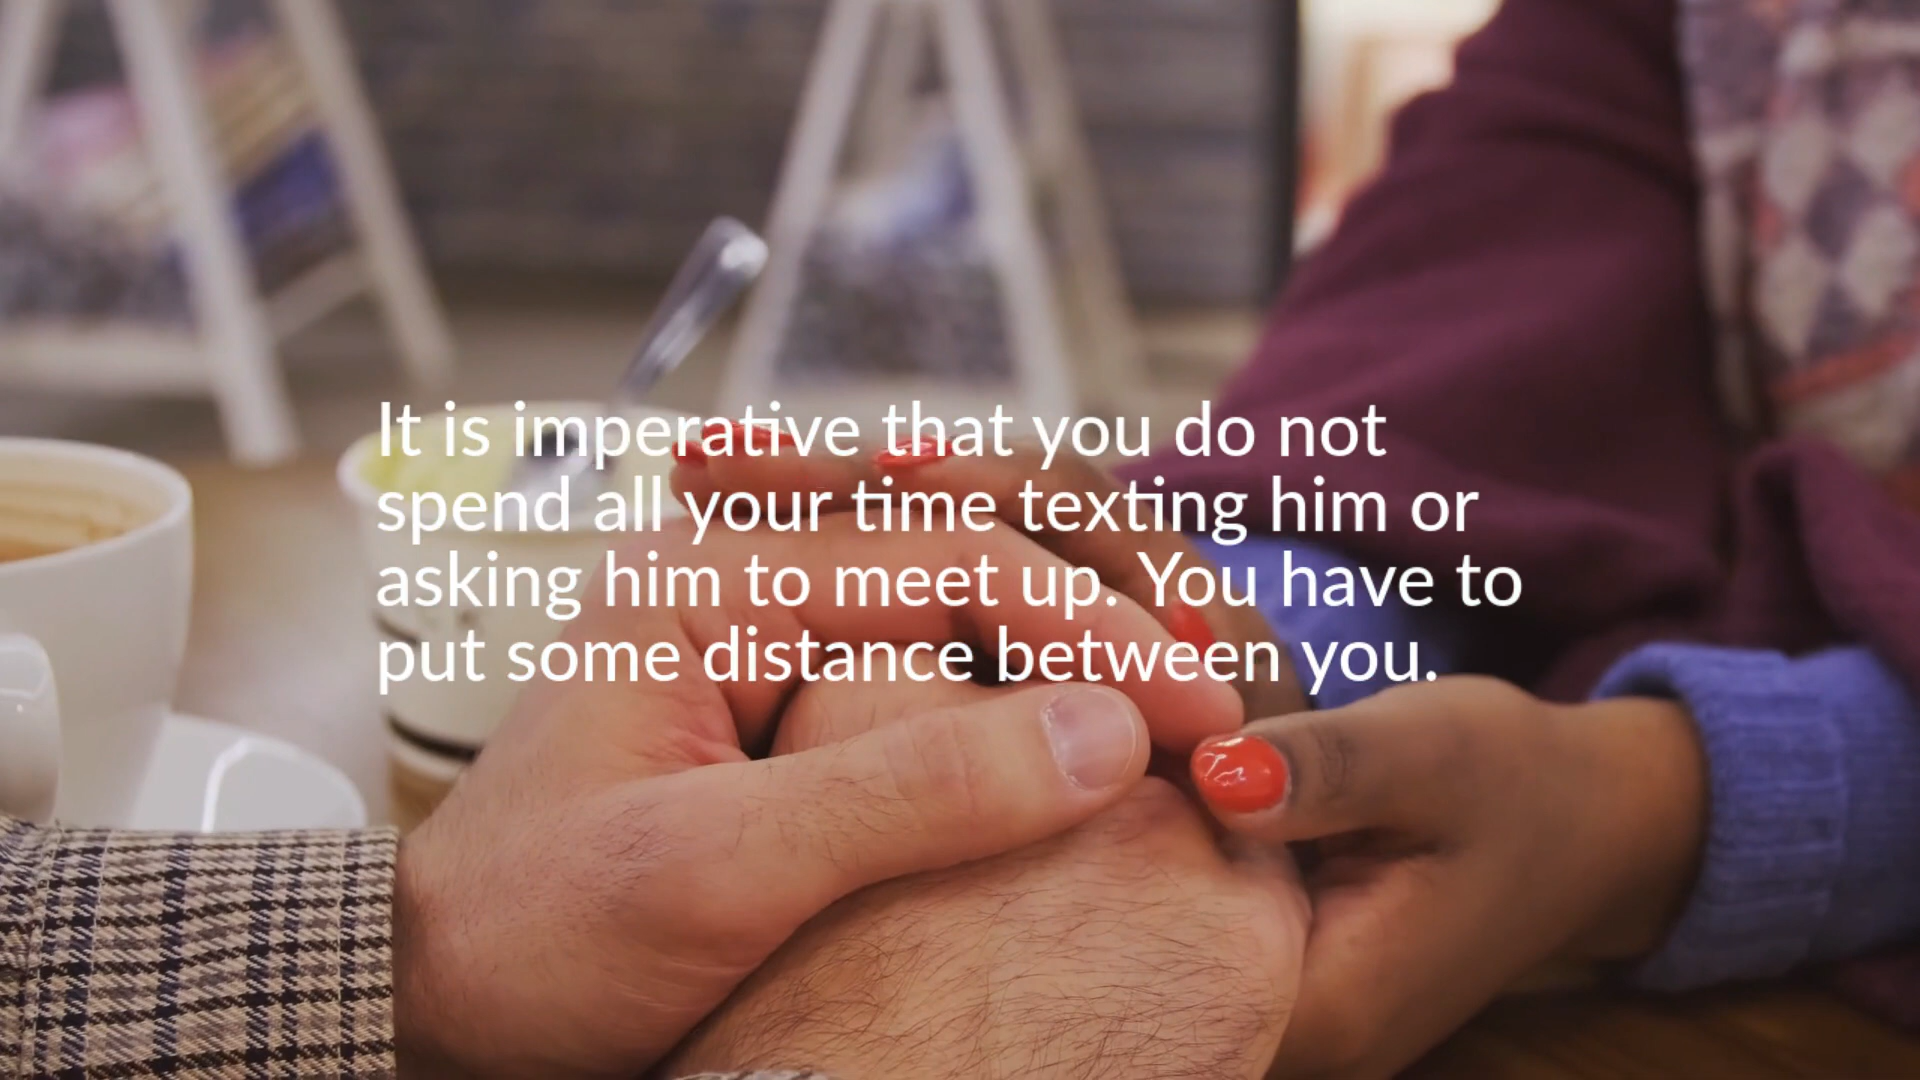 It is imperative that you do not
spend all your time texting him or
asking him to meet up. You have to
put some distance between you.